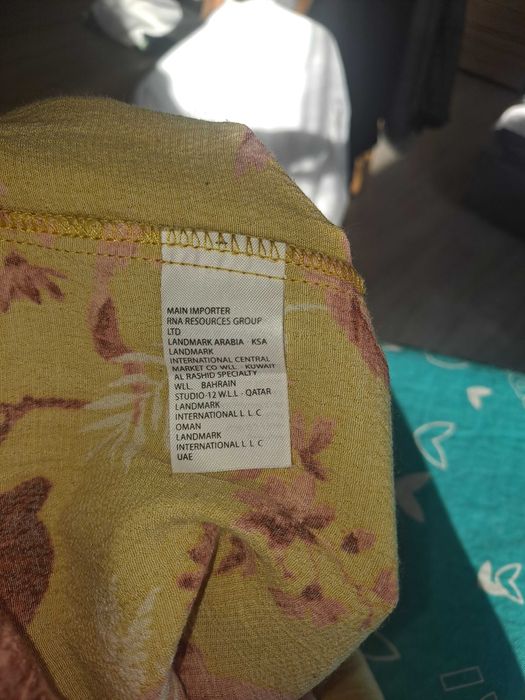 MAIN IMPORTER
RNA RESOURCES GROUP
LTD
LANDMARK ARABIA KSA
LANDMARK
INTERNATIONAL CENTRAL
MARKET CO WLL. KUWAIT
AL RASHID SPECIALTY
WLL. BAHRAIN
STUDIO-12 W.L.L - QATAR
LANDMARK
INTERNATIONAL L L C
OMAN
LANDMARK
INTERNATIONAL L L C
UAE